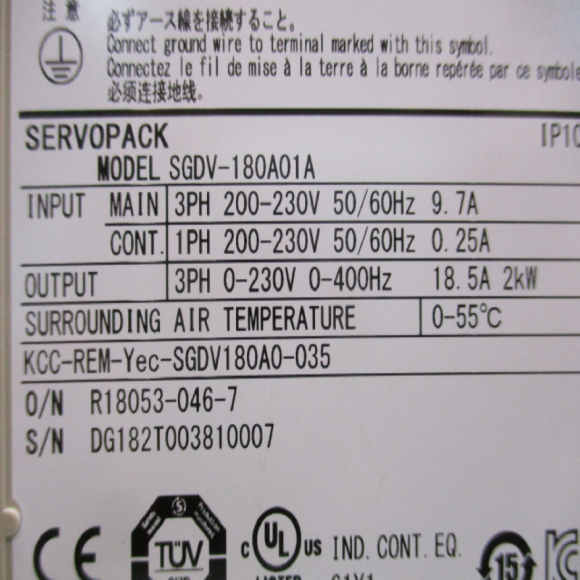 注意 必ずアース線を接続すること。
Connect ground wire to terminal marked with this symbol.
Connectez le fil de mise à la terre à la borne repérée par ce symbole
必须连接地线。
SERVOPACK IP10
MODEL SGDV-180A01A
INPUT MAIN 3PH 200-230V 50/60Hz 9.7A
CONT. 1PH 200-230V 50/60Hz 0.25A
OUTPUT 3PH 0-230V 0-400Hz 18.5A 2kW
SURROUNDING AIR TEMPERATURE 0-55℃
KCC-REM-Yec-SGDV180A0-035
O/N R18053-046-7
S/N DG182T003810007
CE TÜV c UL US IND. CONT. EQ. 15
LISTED